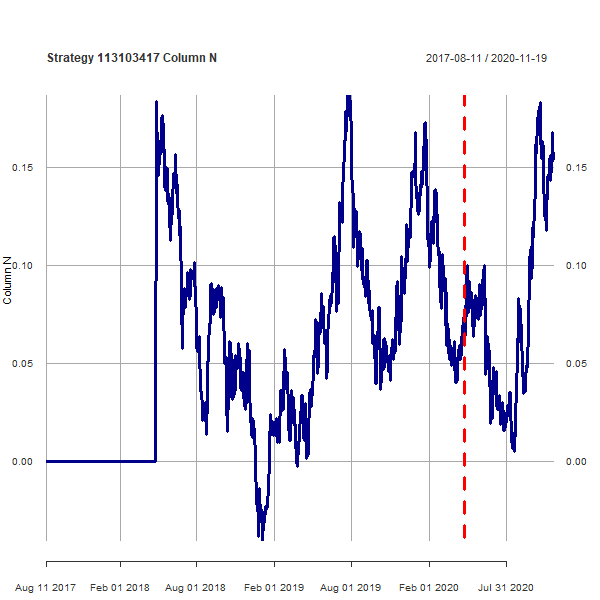 Strategy 113103417 Column N
2017-08-11 / 2020-11-19
0.15
0.15
0.10
0.10
Column N
0.05
0.05
0.00
0.00
Aug 11 2017
Feb 01 2018
Aug 01 2018
Feb 01 2019
Aug 01 2019
Feb 01 2020
Jul 31 2020